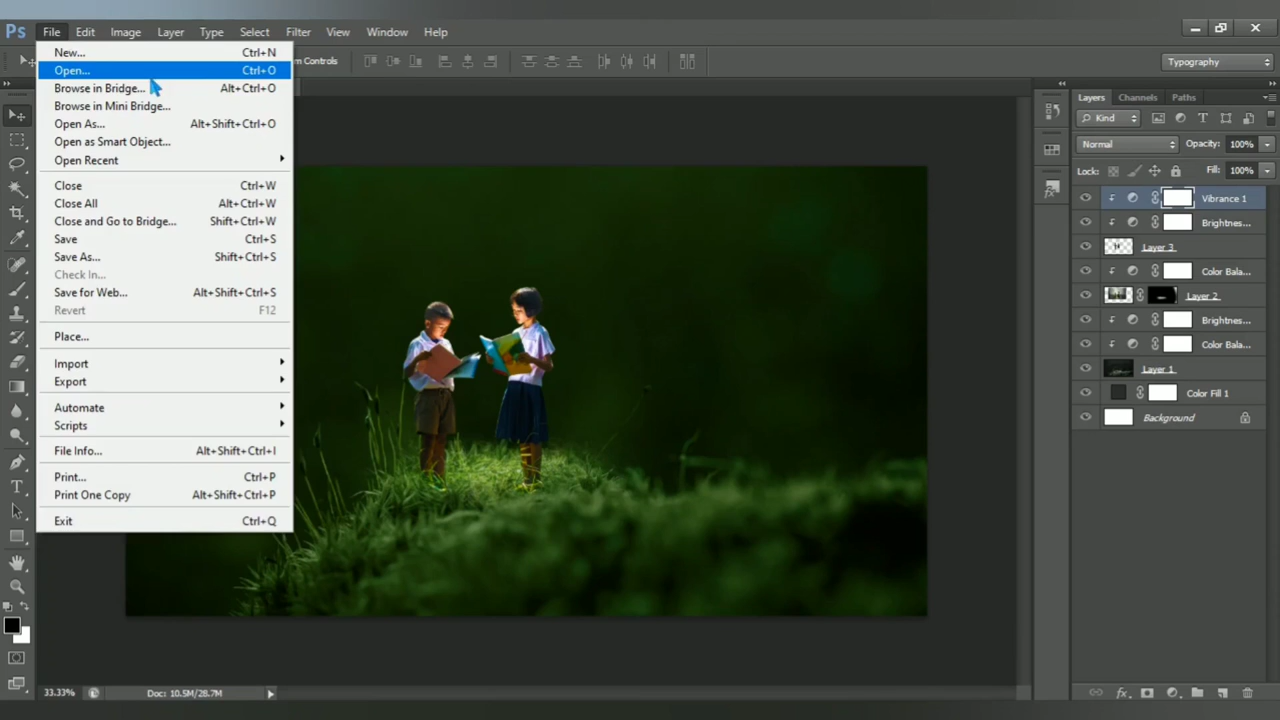 Ps File Edit Image Layer Type Select Filter View Window Help
m Controls
Typography
New... Ctrl+N
Open... Ctrl+O
Browse in Bridge... Alt+Ctrl+O
Browse in Mini Bridge...
Open As... Alt+Shift+Ctrl+O
Open as Smart Object...
Open Recent
Close Ctrl+W
Close All Alt+Ctrl+W
Close and Go to Bridge... Shift+Ctrl+W
Save Ctrl+S
Save As... Shift+Ctrl+S
Check In...
Save for Web... Alt+Shift+Ctrl+S
Revert F12
Place...
Import
Export
Automate
Scripts
File Info... Alt+Shift+Ctrl+I
Print... Ctrl+P
Print One Copy Alt+Shift+Ctrl+P
Exit Ctrl+Q
Layers Channels Paths
Kind
Normal Opacity: 100%
Lock: Fill: 100%
Vibrance 1
Brightnes...
Layer 3
Color Bala...
Layer 2
Brightnes...
Color Bala...
Layer 1
Color Fill 1
Background
33.33% Doc: 10.5M/28.7M